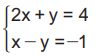 2x + y = 4
x – y = –1